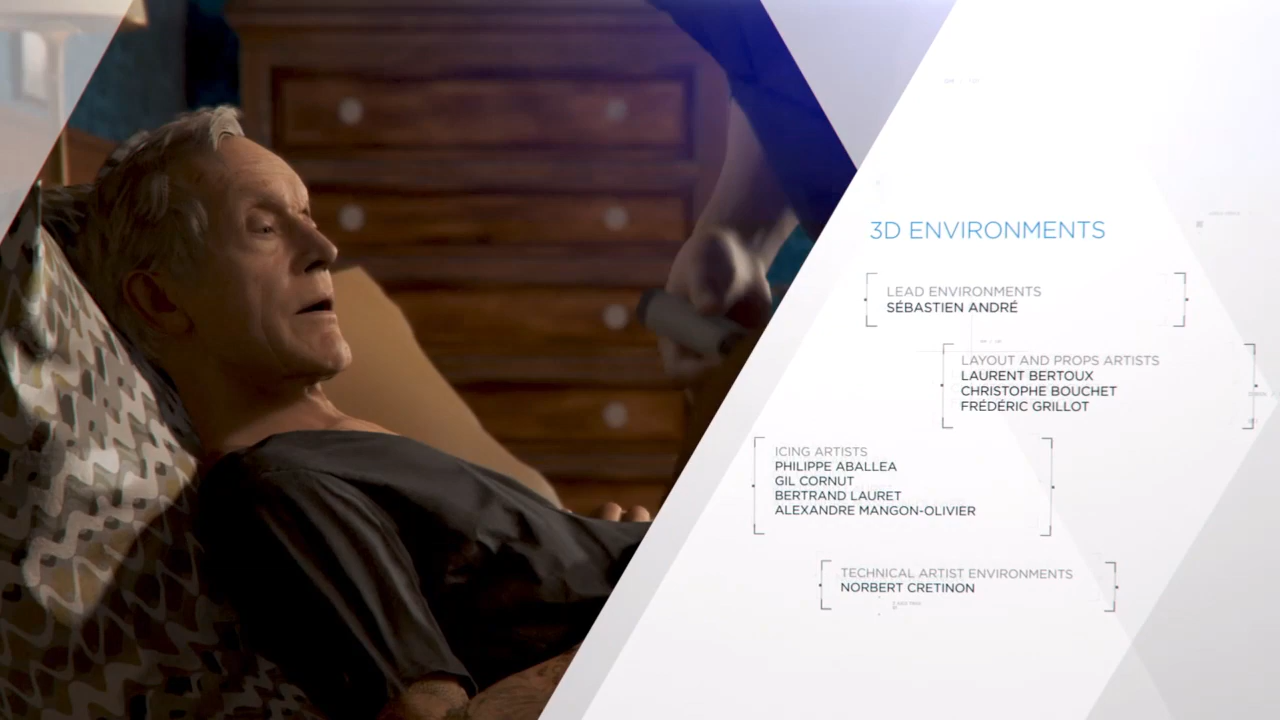 3D ENVIRONMENTS
LEAD ENVIRONMENTS
SÉBASTIEN ANDRÉ
LAYOUT AND PROPS ARTISTS
LAURENT BERTOUX
CHRISTOPHE BOUCHET
FRÉDÉRIC GRILLOT
ICING ARTISTS
PHILIPPE ABALLEA
GIL CORNUT
BERTRAND LAURET
ALEXANDRE MANGON-OLIVIER
TECHNICAL ARTIST ENVIRONMENTS
NORBERT CRETINON